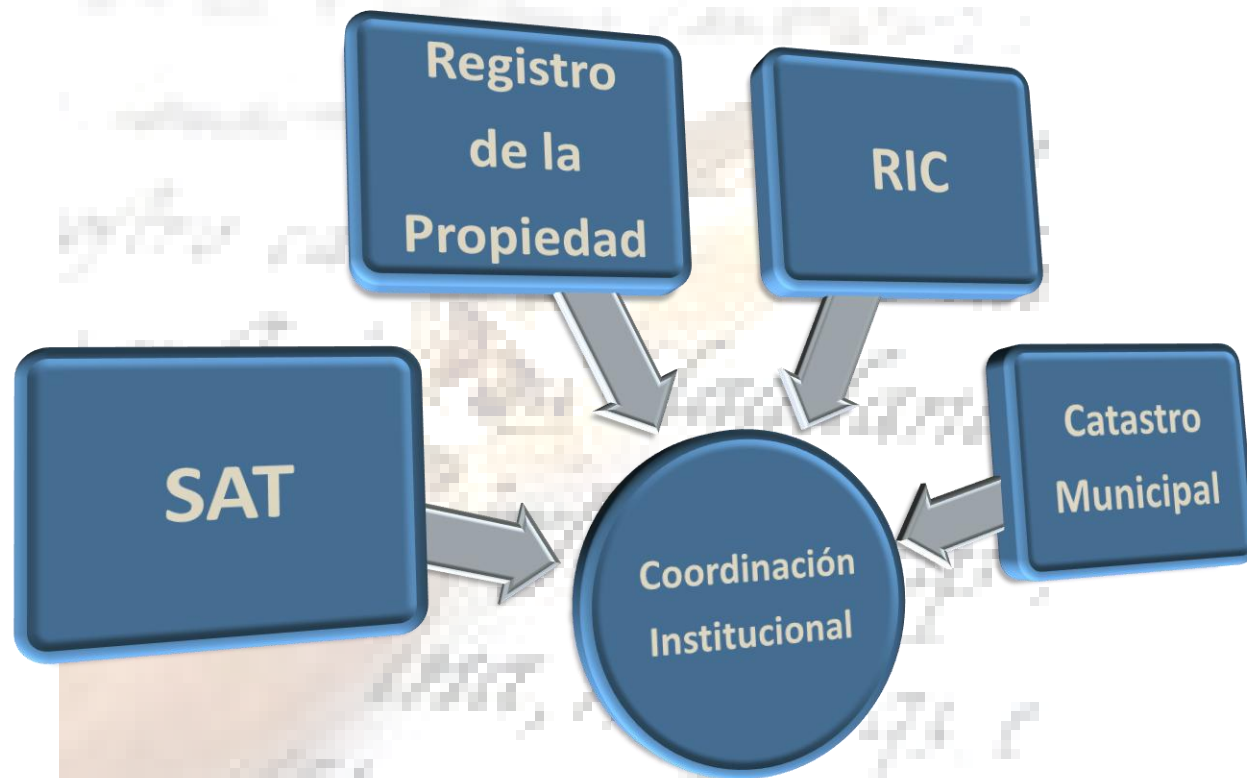 Registro
de la
Propiedad
RIC
SAT
Catastro
Municipal
Coordinación
Institucional